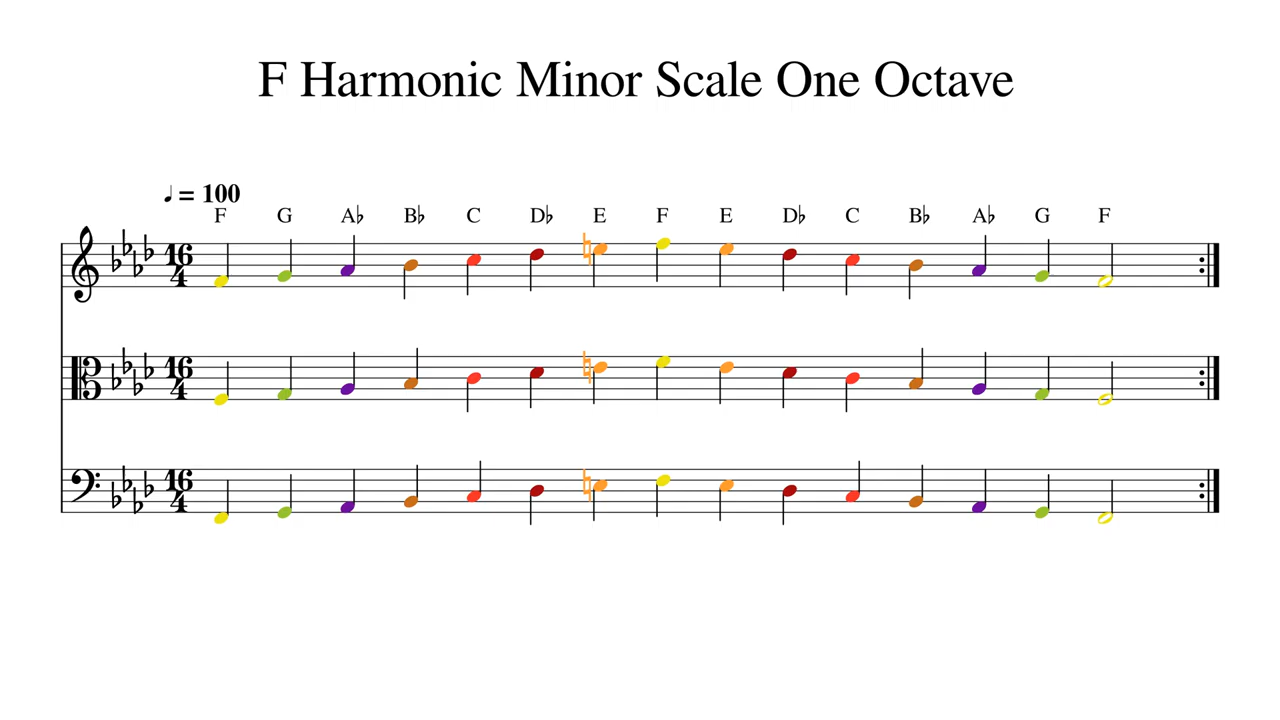 F Harmonic Minor Scale One Octave
♩ = 100
F G A♭ B♭ C D♭ E F E D♭ C B♭ A♭ G F
16
4
16
4
16
4